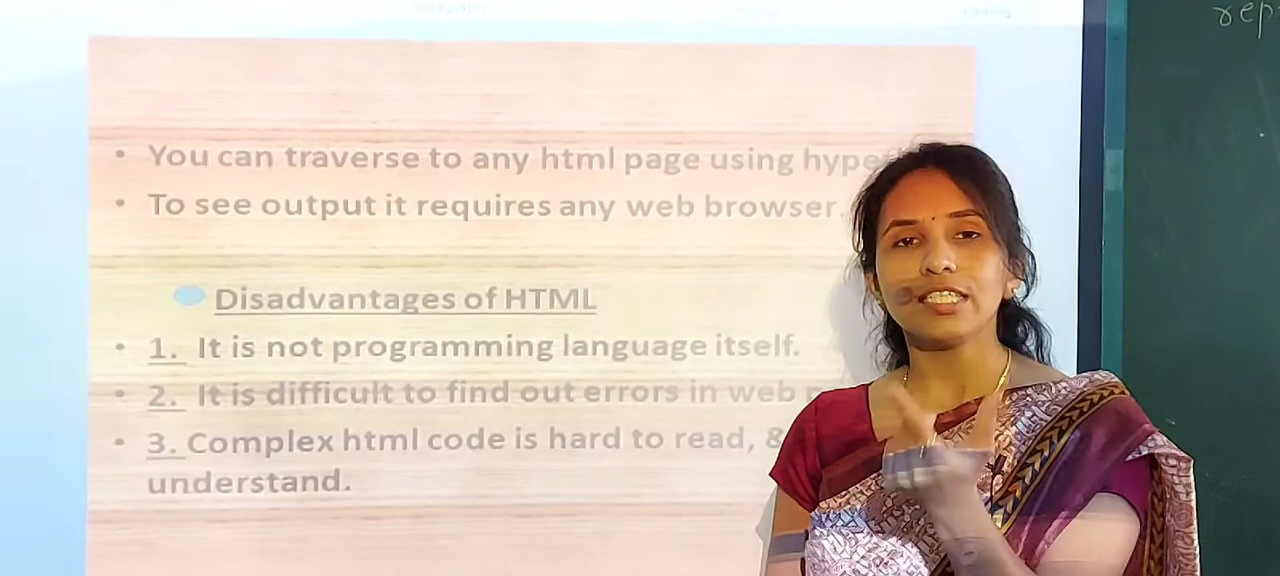 Paragraph
• You can traverse to any html page using
• To see output it requires any web browser.
Disadvantages of HTML
• 1. It is not programming language itself.
• 2. It is difficult to find out errors in web
• 3. Complex html code is hard to read, &
understand.